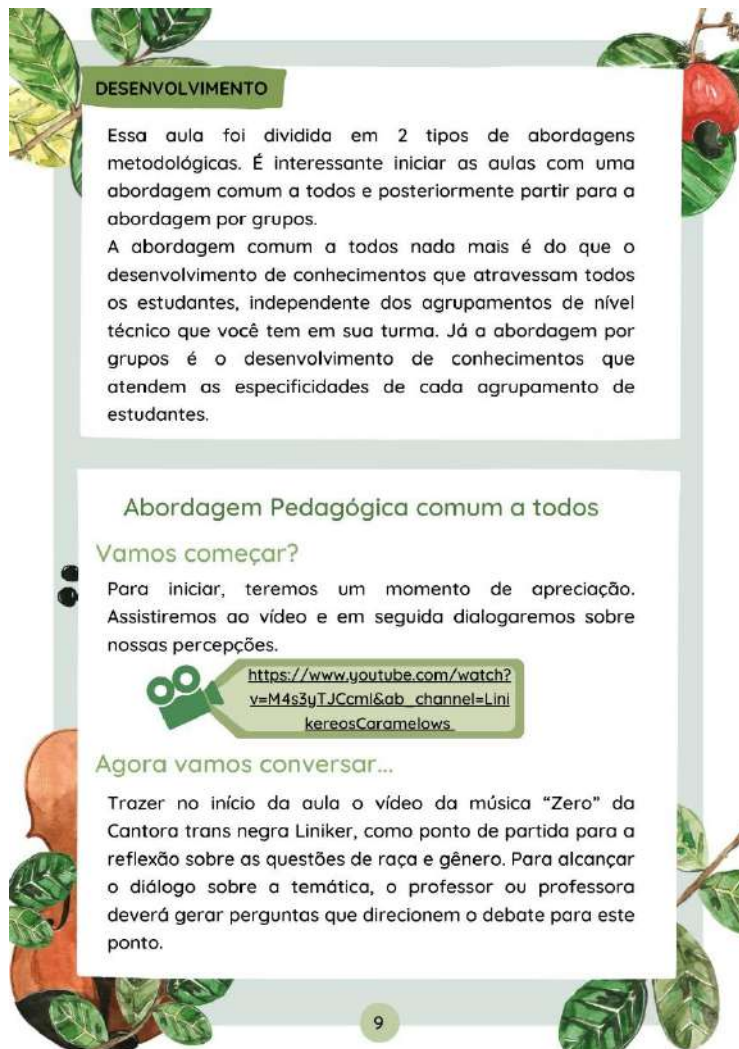 DESENVOLVIMENTO
Essa aula foi dividida em 2 tipos de abordagens
metodológicas. É interessante iniciar as aulas com uma
abordagem comum a todos e posteriormente partir para a
abordagem por grupos.
A abordagem comum a todos nada mais é do que o
desenvolvimento de conhecimentos que atravessam todos
os estudantes, independente dos agrupamentos de nível
técnico que você tem em sua turma. Já a abordagem por
grupos é o desenvolvimento de conhecimentos que
atendem as especificidades de cada agrupamento de
estudantes.
Abordagem Pedagógica comum a todos
Vamos começar?
Para iniciar, teremos um momento de apreciação.
Assistiremos ao vídeo e em seguida dialogaremos sobre
nossas percepções.
https://www.youtube.com/watch?
v=M4s3yTJCcmI&ab_channel=Lini
kereosCaramelows
Agora vamos conversar...
Trazer no início da aula o vídeo da música “Zero” da
Cantora trans negra Liniker, como ponto de partida para a
reflexão sobre as questões de raça e gênero. Para alcançar
o diálogo sobre a temática, o professor ou professora
deverá gerar perguntas que direcionem o debate para este
ponto.
9